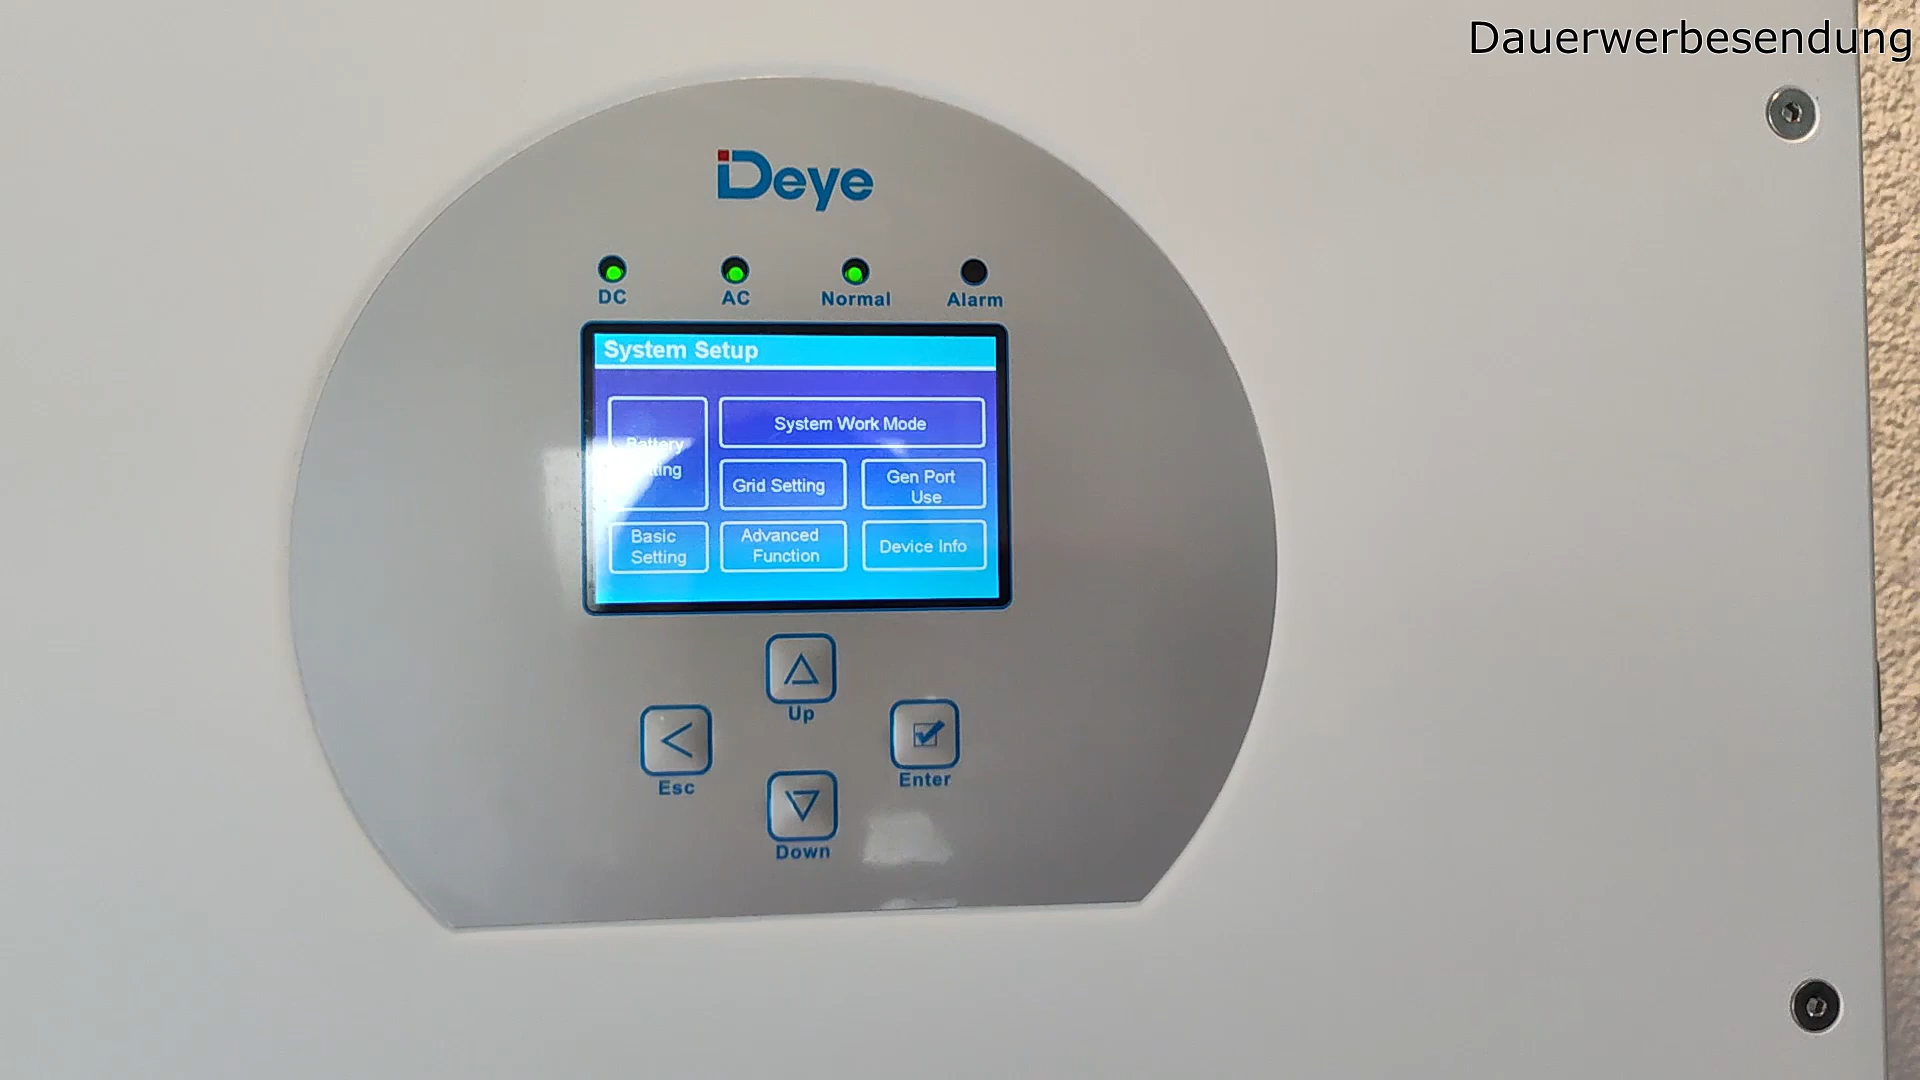 Dauerwerbesendung
Deye
DC AC Normal Alarm
System Setup
Battery
System Work Mode
Grid Setting
Gen Port
Use
Basic
Setting
Advanced
Function
Device Info
Up
Esc
Enter
Down